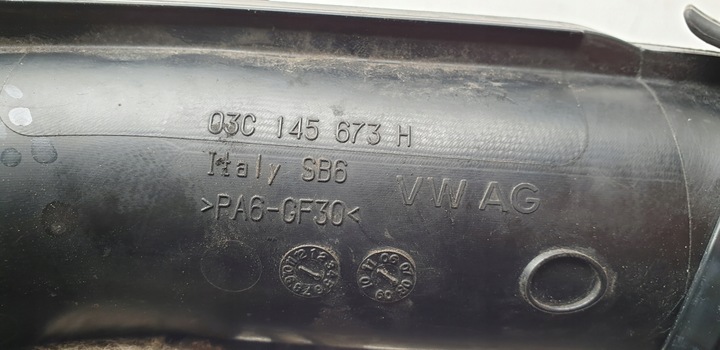 03C 145 673 H
Italy SB6
VW AG
>PA6-GF30<